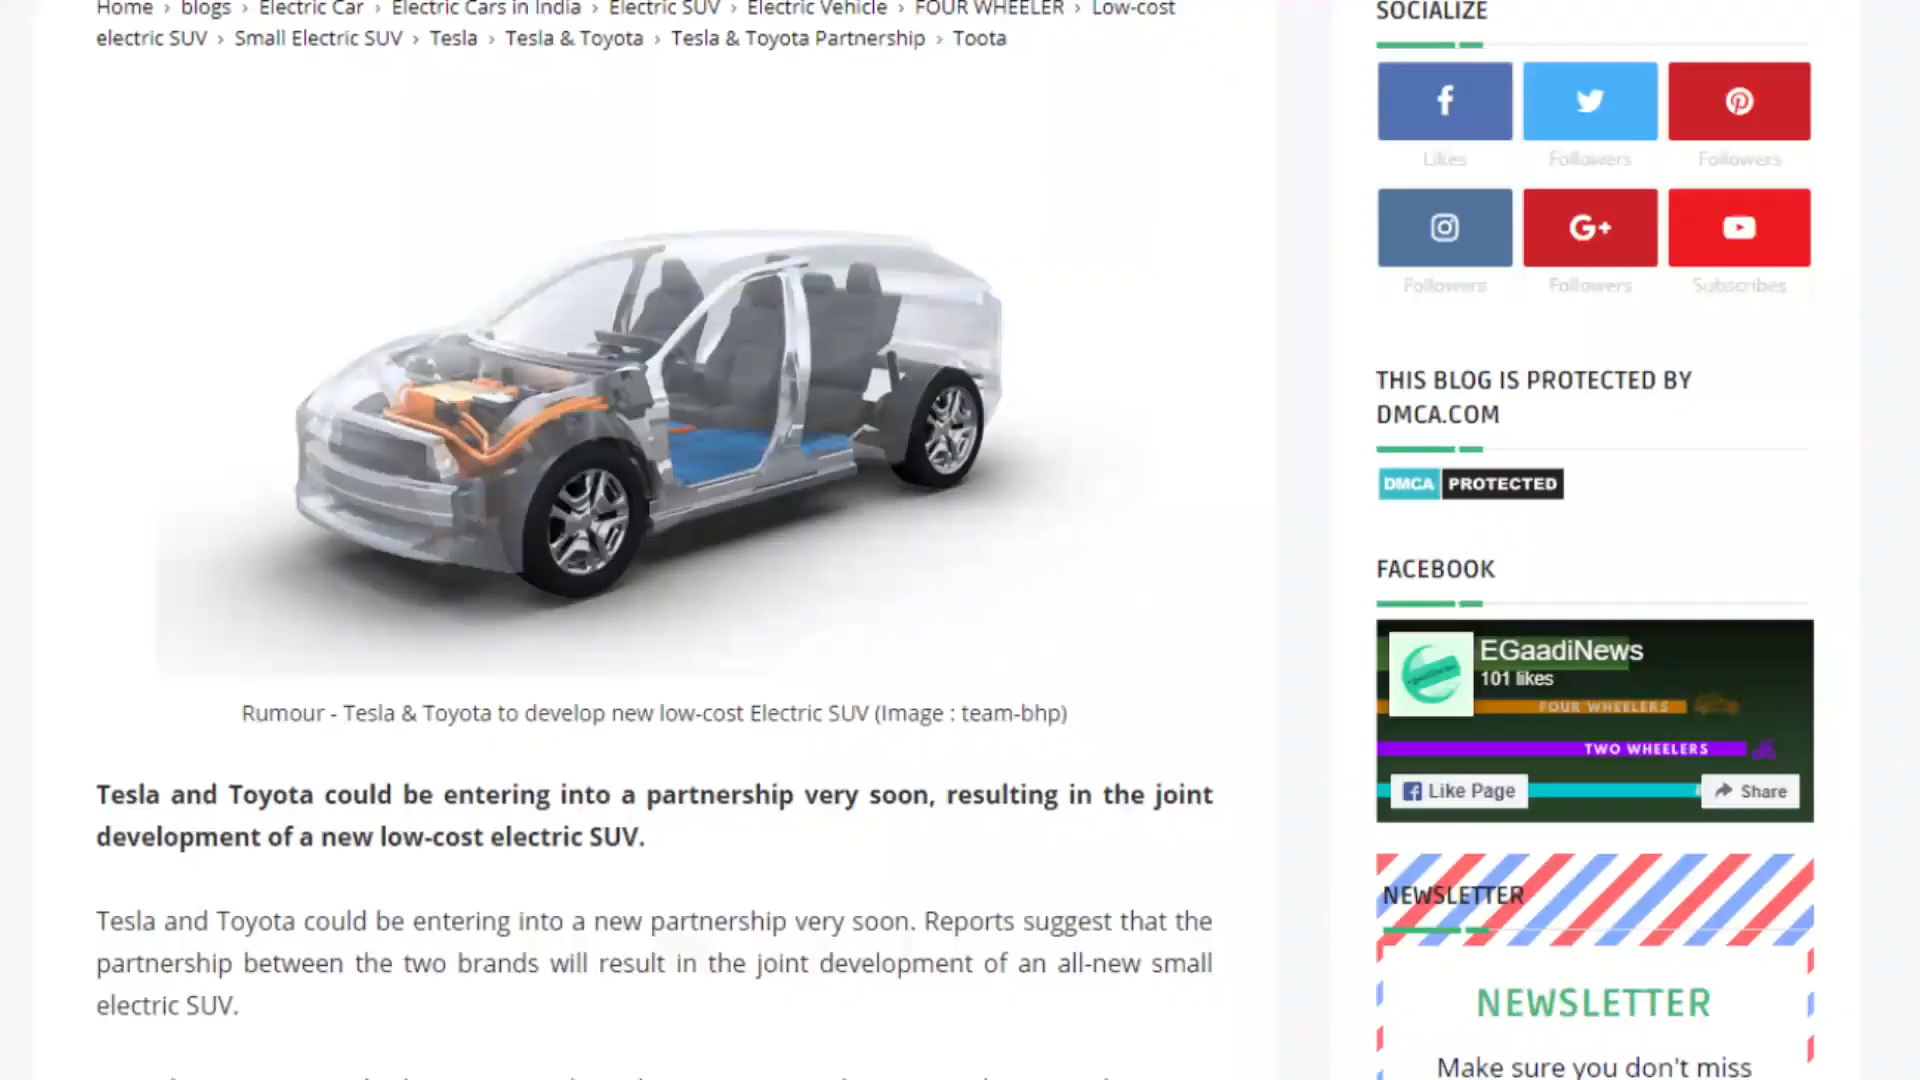 Home › blogs › Electric Car › Electric Cars in India › Electric SUV › Electric Vehicle › FOUR WHEELER › Low-cost
electric SUV › Small Electric SUV › Tesla › Tesla & Toyota › Tesla & Toyota Partnership › Toota
Rumour - Tesla & Toyota to develop new low-cost Electric SUV (Image : team-bhp)
Tesla and Toyota could be entering into a partnership very soon, resulting in the joint
development of a new low-cost electric SUV.
Tesla and Toyota could be entering into a new partnership very soon. Reports suggest that the
partnership between the two brands will result in the joint development of an all-new small
electric SUV.
SOCIALIZE
Likes
Followers
Followers
G+
Followers
Followers
Subscribes
THIS BLOG IS PROTECTED BY
DMCA.COM
DMCA PROTECTED
FACEBOOK
EGaadiNews
101 likes
FOUR WHEELERS
TWO WHEELERS
Like Page
Share
NEWSLETTER
NEWSLETTER
Make sure you don't miss